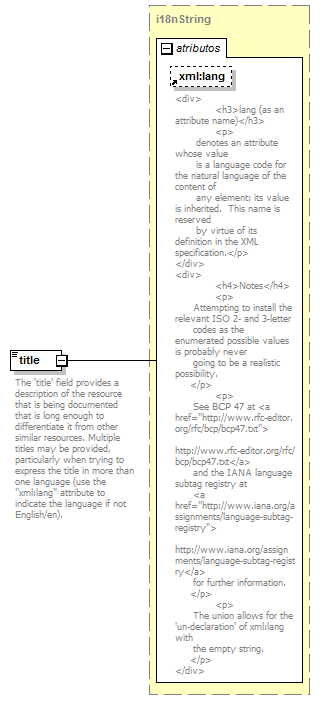 i18nString
atributos
xml:lang
<div>
<h3>lang (as an
attribute name)</h3>
<p>
denotes an attribute
whose value
is a language code for
the natural language of the
content of
any element; its value
is inherited.  This name is
reserved
by virtue of its
definition in the XML
specification.</p>
</div>
<div>
<h4>Notes</h4>
<p>
Attempting to install the
relevant ISO 2- and 3-letter
codes as the
enumerated possible values
is probably never
going to be a realistic
possibility.
</p>
<p>
See BCP 47 at <a
href="http://www.rfc-editor.
org/rfc/bcp/bcp47.txt">
http://www.rfc-editor.org/rfc/
bcp/bcp47.txt</a>
and the IANA language
subtag registry at
<a
href="http://www.iana.org/a
ssignments/language-subtag-
registry">
http://www.iana.org/assign
ments/language-subtag-regist
ry</a>
for further information.
</p>
<p>
The union allows for the
'un-declaration' of xml:lang
with
the empty string.
</p>
</div>
title
The 'title' field provides a
description of the resource
that is being documented
that is long enough to
differentiate it from other
similar resources. Multiple
titles may be provided,
particularly when trying to
express the title in more than
one language (use the
"xml:lang" attribute to
indicate the language if not
English/en).